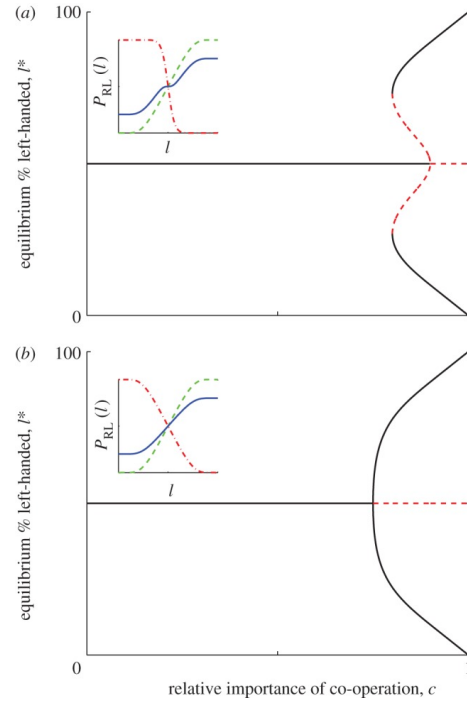 (a)
100
equilibrium % left-handed, l*
P_RL (l)
l
0
(b)
100
equilibrium % left-handed, l*
P_RL (l)
l
0
relative importance of co-operation, c